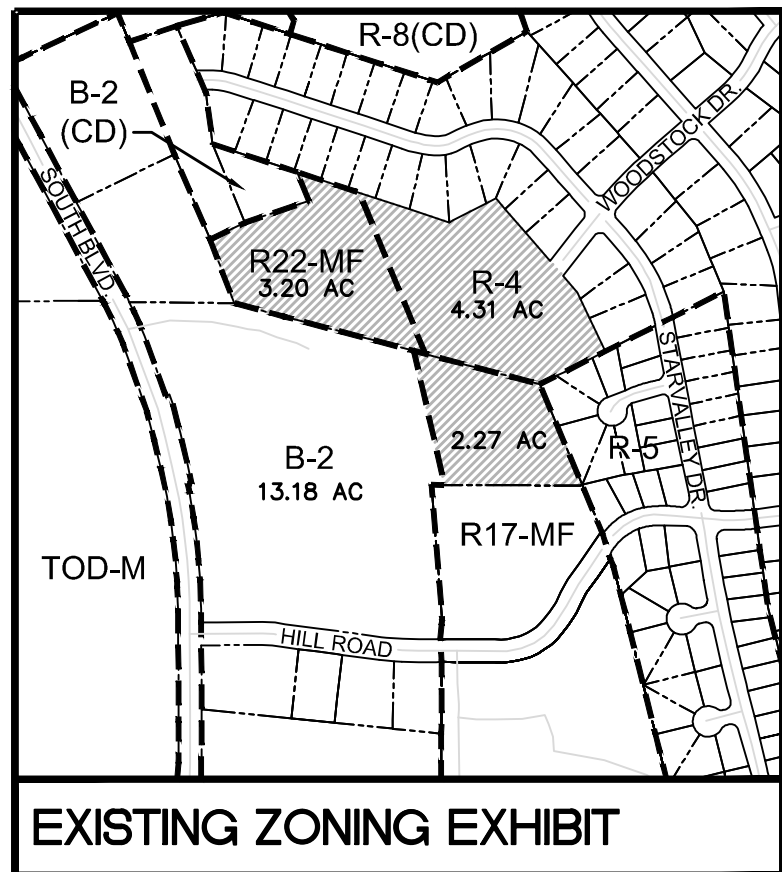 R-8(CD)
B-2
(CD)
WOODSTOCK DR.
SOUTH BLVD.
R22-MF
3.20 AC
R-4
4.31 AC
STARVALLEY DR.
2.27 AC
R-5
B-2
13.18 AC
R17-MF
TOD-M
HILL ROAD
EXISTING ZONING EXHIBIT